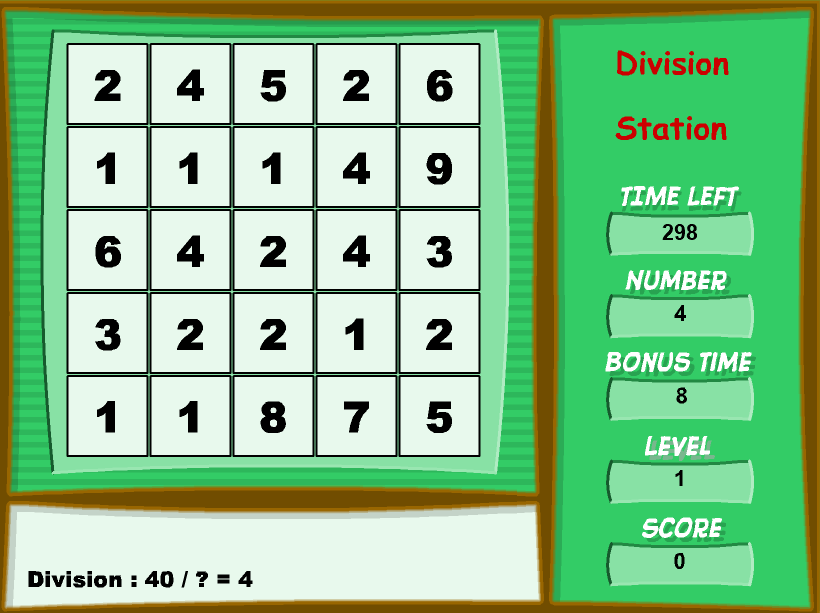 2 4 5 2 6
1 1 1 4 9
6 4 2 4 3
3 2 2 1 2
1 1 8 7 5
Division : 40 / ? = 4
Division
Station
TIME LEFT
298
NUMBER
4
BONUS TIME
8
LEVEL
1
SCORE
0